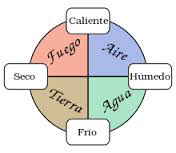 Caliente
Fuego
Aire
Seco
Húmedo
Tierra
Agua
Frío